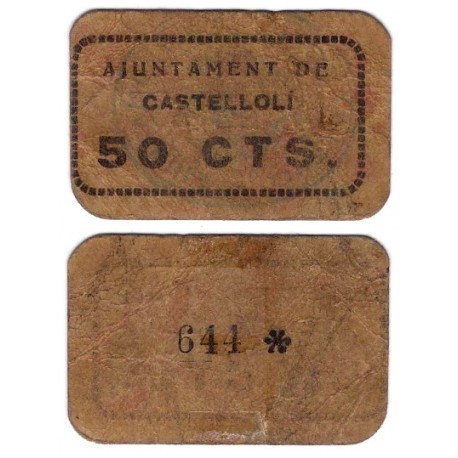 AJUNTAMENT DE
CASTELLOLÍ
50 CTS.
644 *